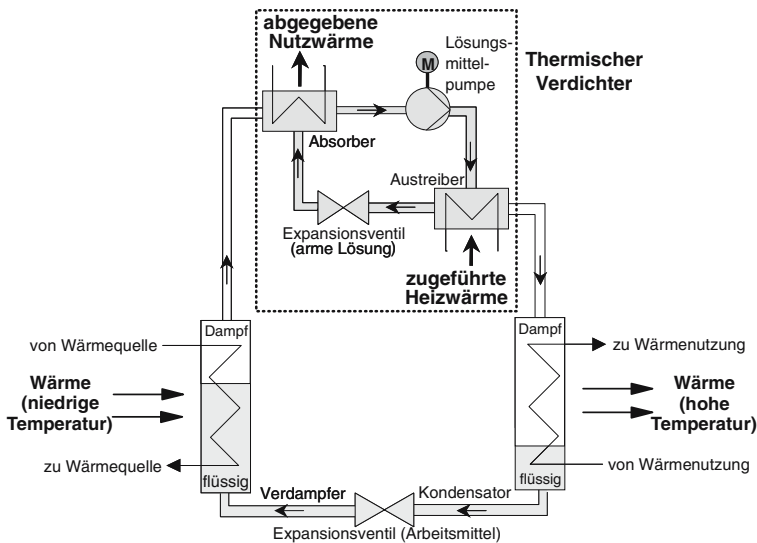 abgegebene
Nutzwärme
Lösungs-
mittel-
pumpe
M
Thermischer
Verdichter
Absorber
Austreiber
Expansionsventil
(arme Lösung)
zugeführte
Heizwärme
Dampf
von Wärmequelle
Wärme
(niedrige
Temperatur)
zu Wärmequelle
flüssig
Dampf
zu Wärmenutzung
Wärme
(hohe
Temperatur)
von Wärmenutzung
flüssig
Verdampfer
Kondensator
Expansionsventil (Arbeitsmittel)